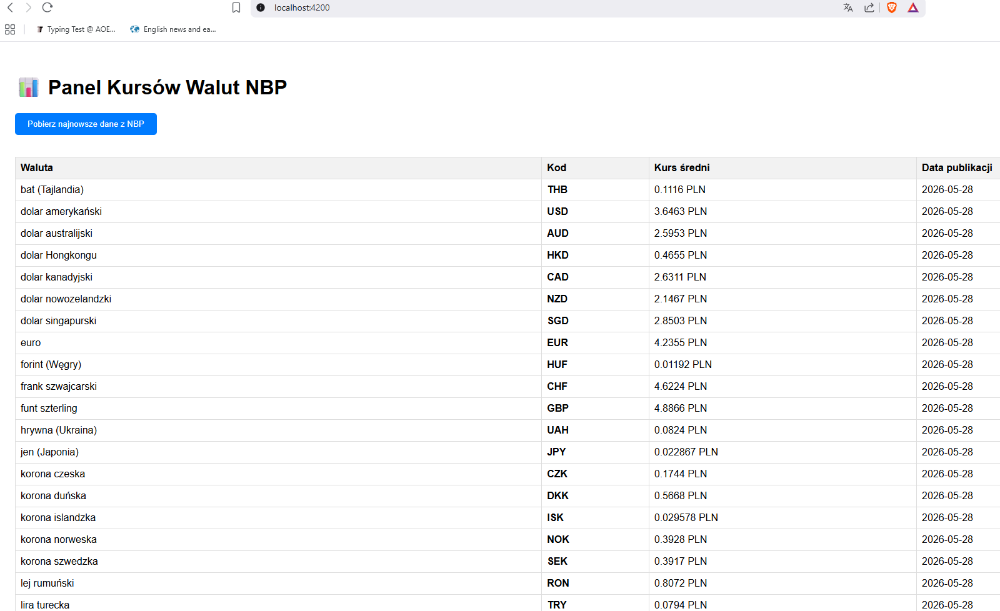 localhost:4200
Typing Test @ AOE... English news and ea...
Panel Kursów Walut NBP
Pobierz najnowsze dane z NBP
Waluta Kod Kurs średni Data publikacji
bat (Tajlandia) THB 0.1116 PLN 2026-05-28
dolar amerykański USD 3.6463 PLN 2026-05-28
dolar australijski AUD 2.5953 PLN 2026-05-28
dolar Hongkongu HKD 0.4655 PLN 2026-05-28
dolar kanadyjski CAD 2.6311 PLN 2026-05-28
dolar nowozelandzki NZD 2.1467 PLN 2026-05-28
dolar singapurski SGD 2.8503 PLN 2026-05-28
euro EUR 4.2355 PLN 2026-05-28
forint (Węgry) HUF 0.01192 PLN 2026-05-28
frank szwajcarski CHF 4.6224 PLN 2026-05-28
funt szterling GBP 4.8866 PLN 2026-05-28
hrywna (Ukraina) UAH 0.0824 PLN 2026-05-28
jen (Japonia) JPY 0.022867 PLN 2026-05-28
korona czeska CZK 0.1744 PLN 2026-05-28
korona duńska DKK 0.5668 PLN 2026-05-28
korona islandzka ISK 0.029578 PLN 2026-05-28
korona norweska NOK 0.3928 PLN 2026-05-28
korona szwedzka SEK 0.3917 PLN 2026-05-28
lej rumuński RON 0.8072 PLN 2026-05-28
lira turecka TRY 0.0794 PLN 2026-05-28